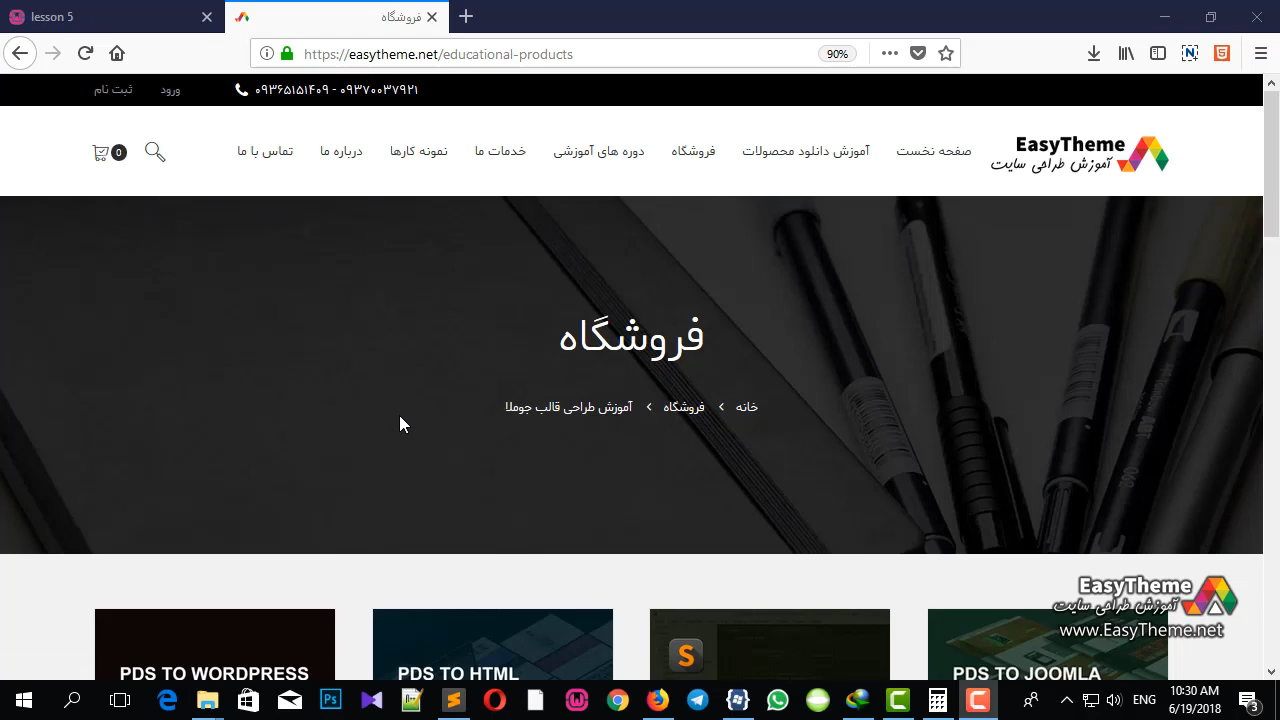 lesson 5
فروشگاه
https://easytheme.net/educational-products
90%
ثبت نام
ورود
۰۹۳۶۵۱۵۱۴۰۹ - ۰۹۳۷۰۰۳۷۹۲۱
EasyTheme
آموزش طراحی سایت
صفحه نخست
آموزش دانلود محصولات
فروشگاه
دوره های آموزشی
خدمات ما
نمونه کارها
درباره ما
تماس با ما
0
فروشگاه
خانه › فروشگاه › آموزش طراحی قالب جوملا
PDS TO WORDPRESS
PDS TO HTML
PDS TO JOOMLA
EasyTheme
آموزش طراحی سایت
www.EasyTheme.net
ENG
10:30 AM
6/19/2018
3